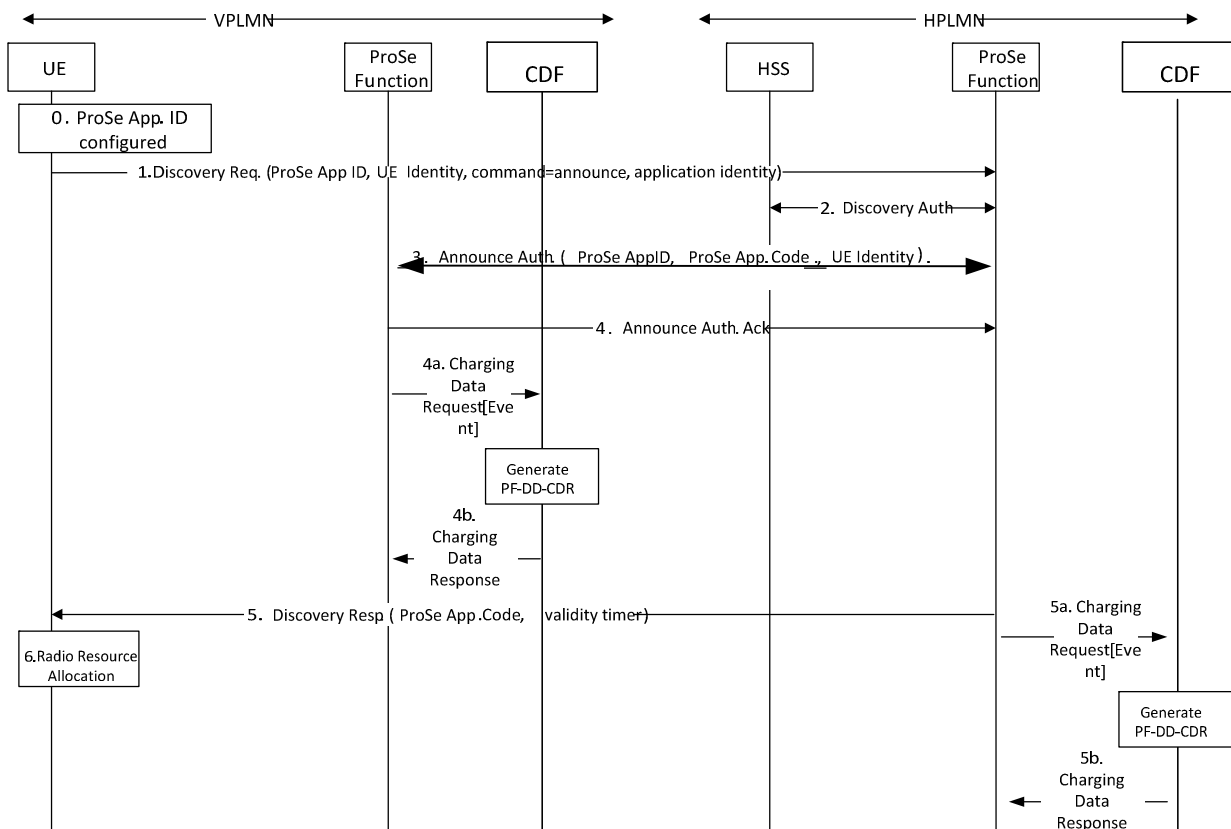 VPLMN
HPLMN
UE
ProSe
Function
CDF
HSS
ProSe
Function
CDF
0. ProSe App. ID
configured
1.Discovery Req. (ProSe App ID, UE Identity, command=announce, application identity)
2. Discovery Auth
3. Announce Auth. ( ProSe AppID, ProSe App.Code ., UE Identity).
4. Announce Auth. Ack
4a. Charging
Data
Request[Eve
nt]
Generate
PF-DD-CDR
4b.
Charging
Data
Response
5. Discovery Resp. ( ProSe App.Code, validity timer)
5a. Charging
Data
Request[Eve
nt]
6.Radio Resource
Allocation
Generate
PF-DD-CDR
5b.
Charging
Data
Response